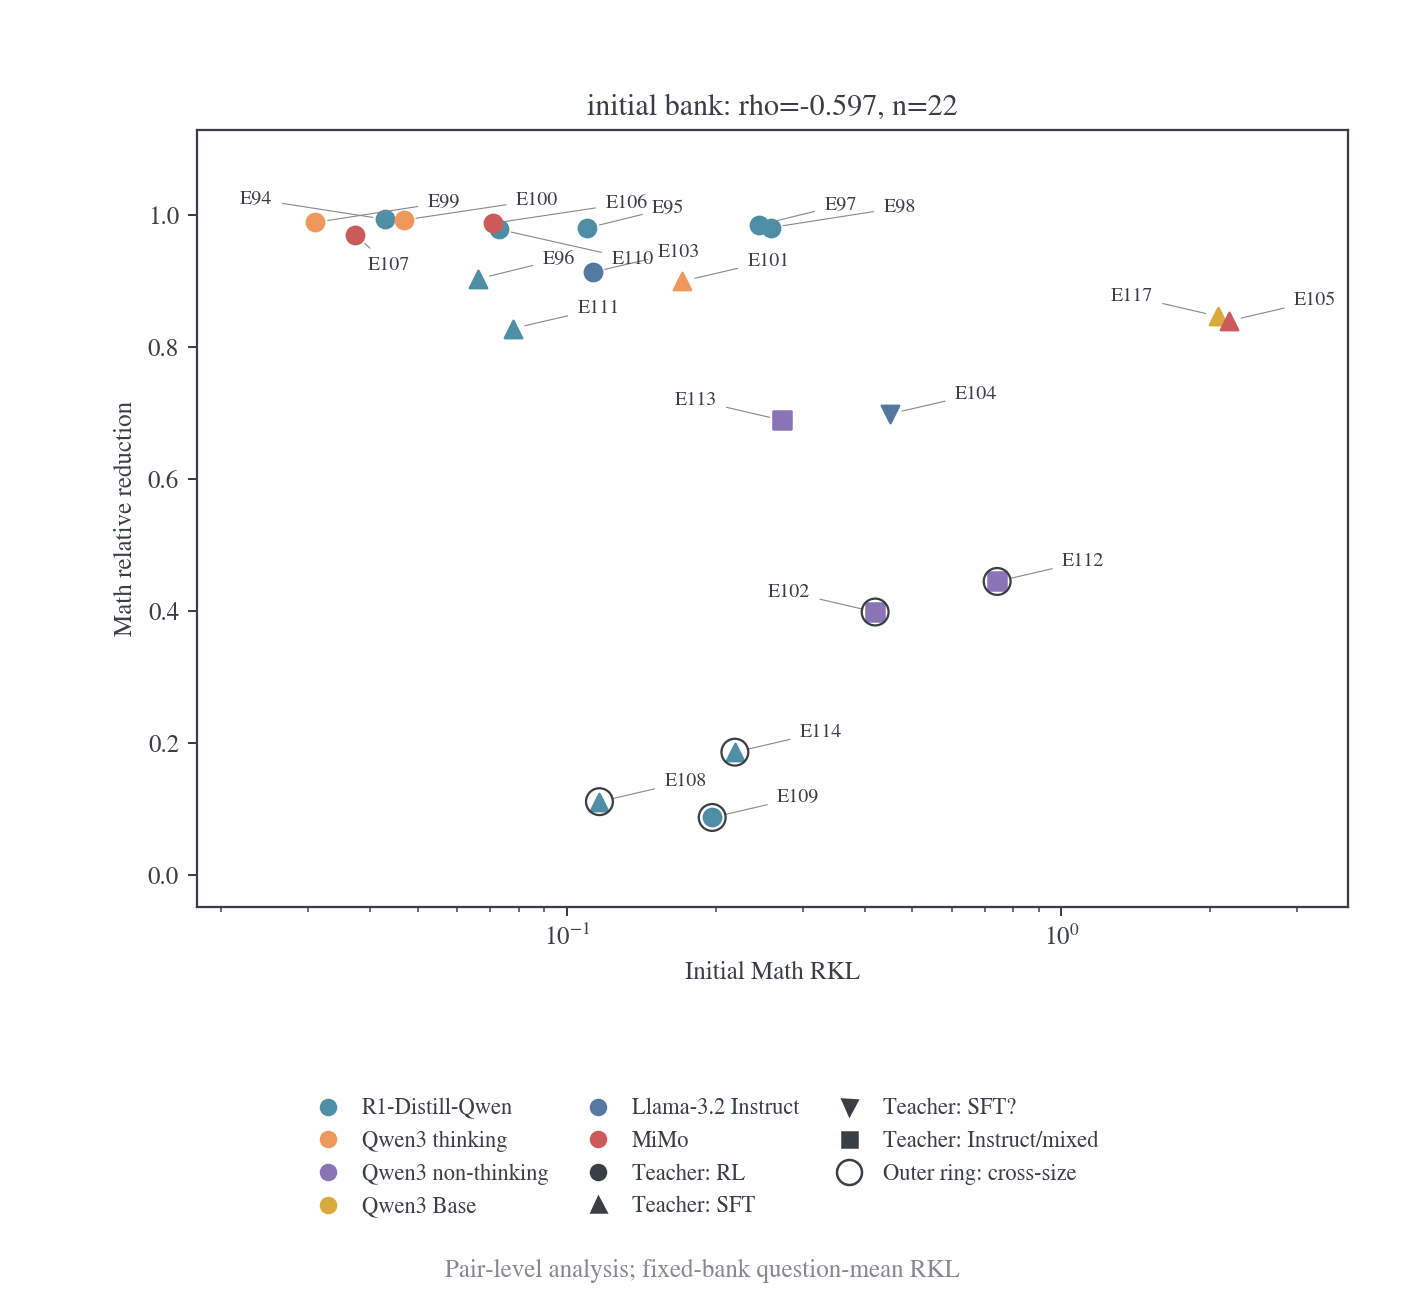 initial bank: rho=-0.597, n=22
E94
E99
E100
E106
E95
E97
E98
E107
E96
E110
E103
E101
E111
E117
E105
E113
E104
E112
E102
E114
E108
E109
1.0
0.8
0.6
0.4
0.2
0.0
Math relative reduction
10⁻¹
10⁰
Initial Math RKL
R1-Distill-Qwen
Qwen3 thinking
Qwen3 non-thinking
Qwen3 Base
Llama-3.2 Instruct
MiMo
Teacher: RL
Teacher: SFT
Teacher: SFT?
Teacher: Instruct/mixed
Outer ring: cross-size
Pair-level analysis; fixed-bank question-mean RKL